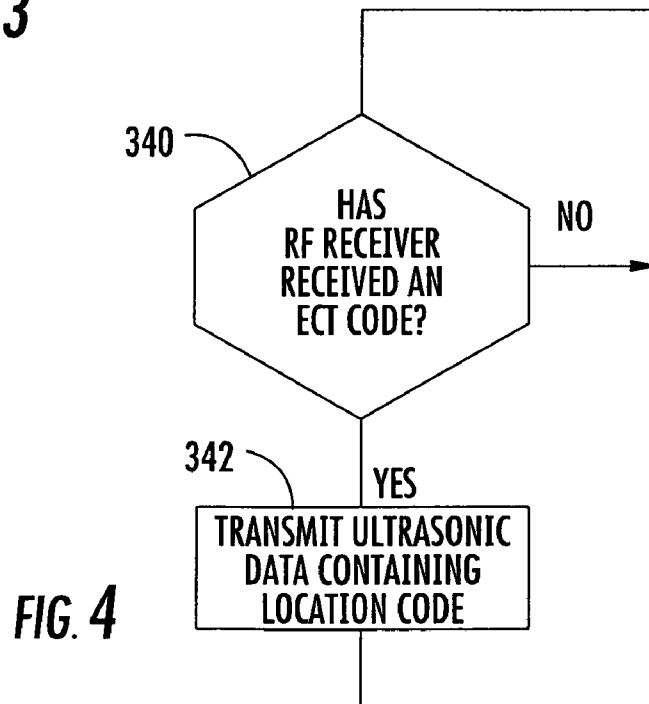 3
340
HAS
RF RECEIVER
RECEIVED AN
ECT CODE?
NO
342
YES
TRANSMIT ULTRASONIC
DATA CONTAINING
LOCATION CODE
FIG. 4